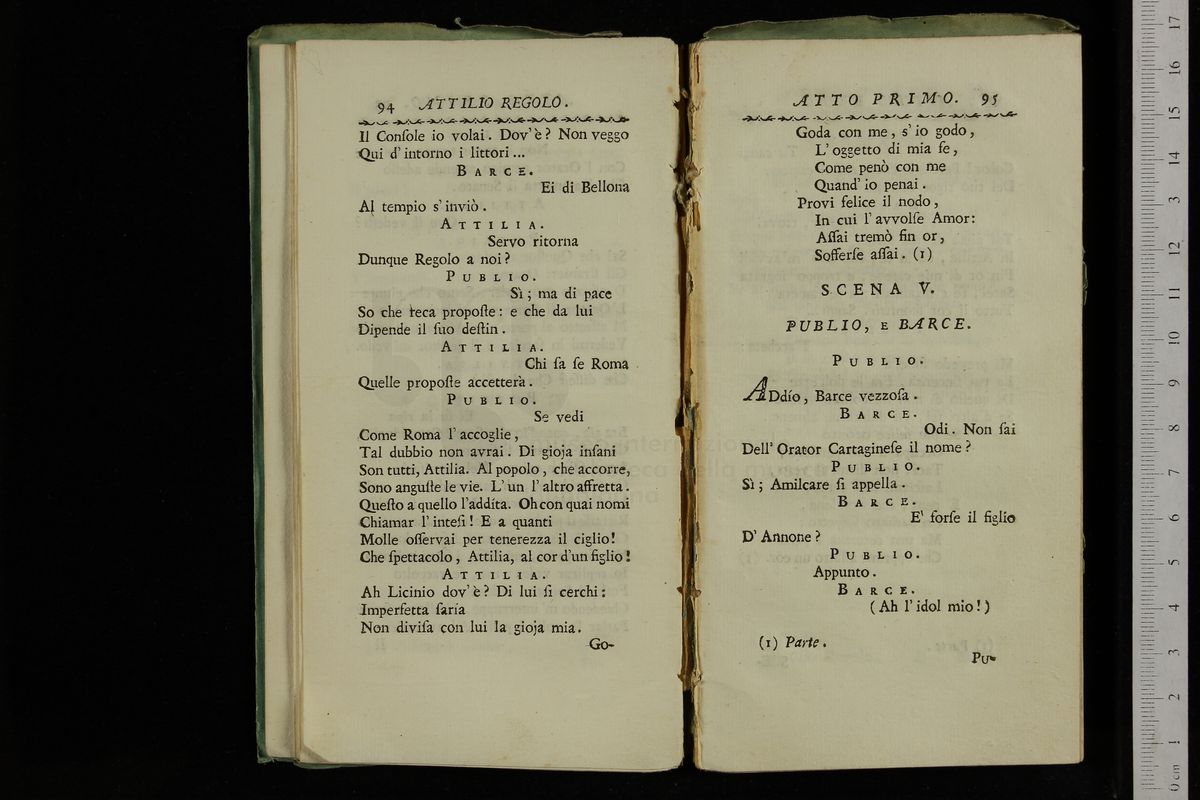 94 ATTILIO REGOLO.
Il Conſole io volai. Dov'è? Non veggo
Qui d'intorno i littori...
BARCE.
Ei di Bellona
Al tempio s'inviò.
ATTILIA.
Servo ritorna
Dunque Regolo a noi?
PUBLIO.
Sì; ma di pace
So che reca propoſte: e che da lui
Dipende il ſuo deſtin.
ATTILIA.
Chi ſa ſe Roma
Quelle propoſte accetterà.
PUBLIO.
Se vedi
Come Roma l'accoglie,
Tal dubbio non avrai. Di gioja inſani
Son tutti, Attilia. Al popolo, che accorre,
Sono anguſte le vie. L'un l'altro affretta.
Queſto a quello l'addita. Oh con quai nomi
Chiamar l'inteſi! E a quanti
Molle oſſervai per tenerezza il ciglio!
Che ſpettacolo, Attilia, al cor d'un figlio!
ATTILIA.
Ah Licinio dov'è? Di lui ſi cerchi:
Imperfetta ſaría
Non diviſa con lui la gioja mia.
Go-
ATTO PRIMO. 95
Goda con me, s'io godo,
L'oggetto di mia fe,
Come penò con me
Quand'io penai.
Provi felice il nodo,
In cui l'avvolſe Amor:
Aſſai tremò fin or,
Sofferſe aſſai. (1)
SCENA V.
PUBLIO, E BARCE.
PUBLIO.
ADdío, Barce vezzoſa.
BARCE.
Odi. Non ſai
Dell'Orator Cartagineſe il nome?
PUBLIO.
Sì; Amilcare ſi appella.
BARCE.
E' forſe il figlio
D'Annone?
PUBLIO.
Appunto.
BARCE.
(Ah l'idol mio!)
(1) Parte.
PU-